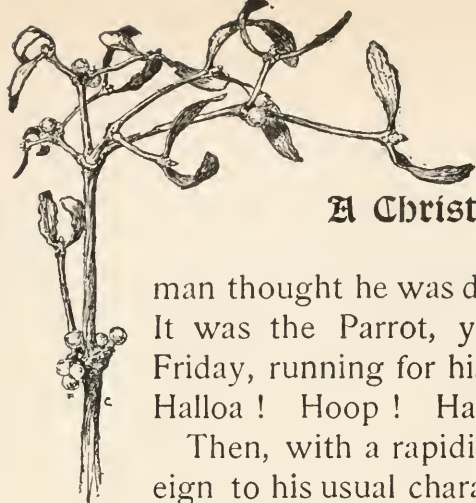 A Christ
man thought he was d
It was the Parrot, y
Friday, running for hi
Halloa ! Hoop ! Ha
Then, with a rapidi
eign to his usual chara
F C